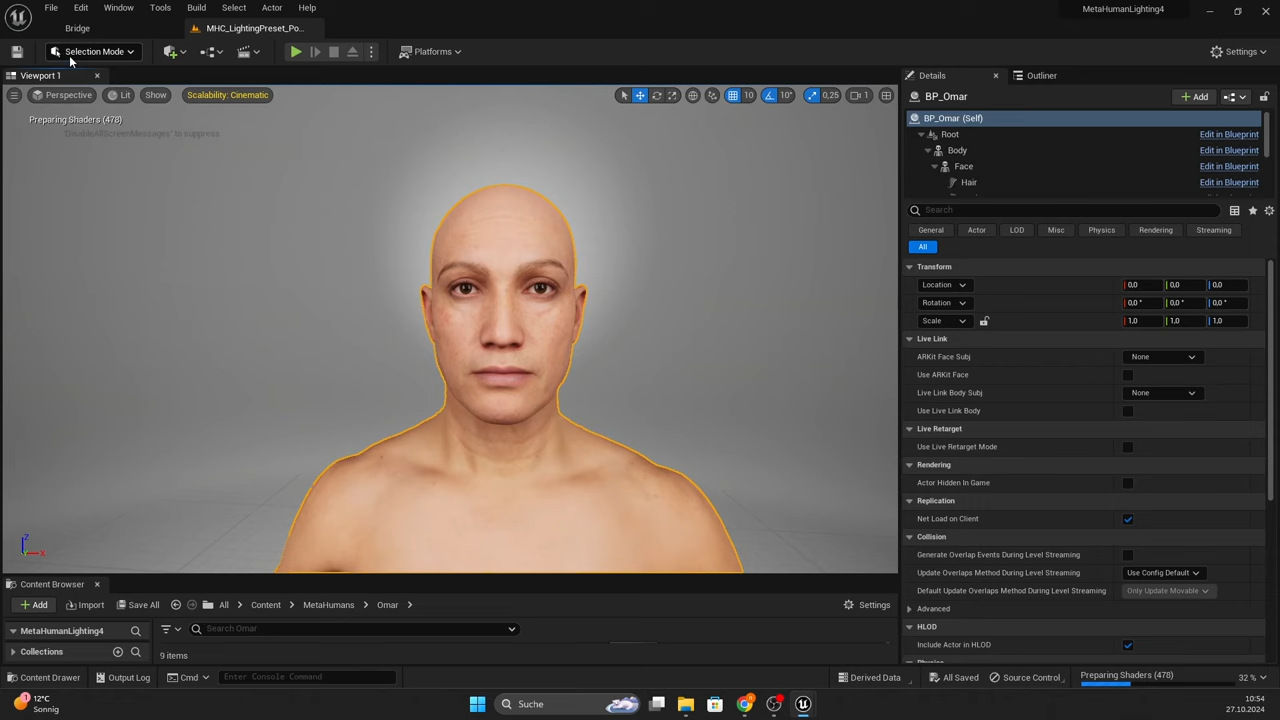 File Edit Window Tools Build Select Actor Help
MetaHumanLighting4
Bridge
MHC_LightingPreset_Po...
Selection Mode
Platforms
Settings
Viewport 1
Details
Outliner
Perspective
Lit
Show
Scalability: Cinematic
10
10°
0,25
1
BP_Omar
Add
Preparing Shaders (478)
'DisableAllScreenMessages' to suppress
BP_Omar (Self)
Root
Edit in Blueprint
Body
Edit in Blueprint
Face
Edit in Blueprint
Hair
Edit in Blueprint
Search
General
Actor
LOD
Misc
Physics
Rendering
Streaming
All
Transform
Location
0,0 0,0 0,0
Rotation
0,0 ° 0,0 ° 0,0 °
Scale
1,0 1,0 1,0
Live Link
ARKit Face Subj
None
Use ARKit Face
Live Link Body Subj
None
Use Live Link Body
Live Retarget
Use Live Retarget Mode
Rendering
Actor Hidden In Game
Replication
Net Load on Client
Collision
Generate Overlap Events During Level Streaming
Update Overlaps Method During Level Streaming
Use Config Default
Default Update Overlaps Method During Level Streaming
Only Update Movable
Advanced
HLOD
Include Actor in HLOD
Physics
Z
X
Content Browser
Add
Import
Save All
All
Content
MetaHumans
Omar
Settings
MetaHumanLighting4
Search Omar
Collections
9 items
Content Drawer
Output Log
Cmd
Enter Console Command
Derived Data
All Saved
Source Control
Preparing Shaders (478)
32 %
1
12°C
Sonnig
Suche
10:54
27.10.2024